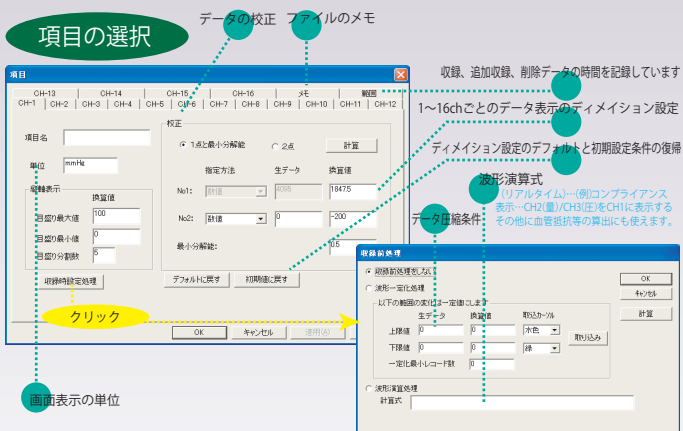 項目の選択
データの校正
ファイルのメモ
収録、追加収録、削除データの時間を記録しています
1〜16chごとのデータ表示のディメイション設定
ディメイション設定のデフォルトと初期設定条件の復帰
波形演算式
(リアルタイム)…(例)コンプライアンス
表示…CH2(量)/CH3(圧)をCH1に表示する
その他に血管抵抗等の算出にも使えます。
データ圧縮条件
項目
CH-13 CH-14 CH-15 CH-16 メモ 範囲
CH-1 CH-2 CH-3 CH-4 CH-5 CH-6 CH-7 CH-8 CH-9 CH-10 CH-11 CH-12
項目名
単位 mmHg
縦軸表示
換算値
目盛り最大値 100
目盛り最小値 0
目盛り分割数 5
収録時設定処理
校正
1点と最小分解能 2点 計算
指定方法 生データ 換算値
No1: 数値 4095 1847.5
No2: 数値 0 -200
最小分解能: 0.5
デフォルトに戻す 初期値に戻す
OK キャンセル 適用(A)
クリック
画面表示の単位
収録前処理
収録前処理をしない
波形一定化処理
以下の範囲の変化は一定値にします
生データ 換算値 取込カーソル
上限値 0 0 水色
下限値 0 0 緑
取り込み
一定化最小レコード数 0
波形演算処理
計算式
OK
キャンセル
計算